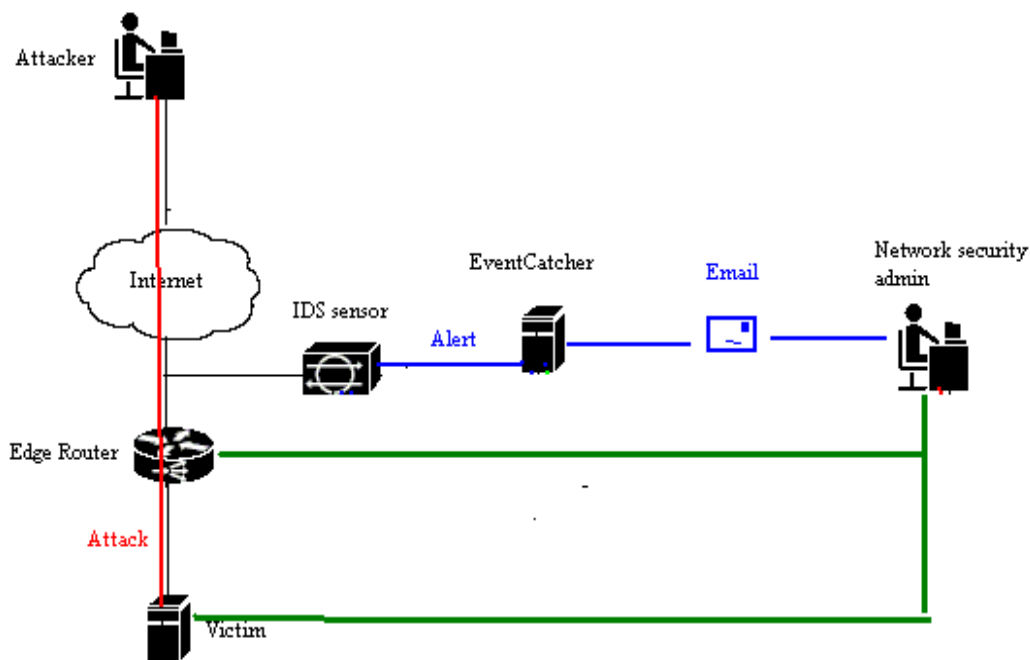 Attacker
Internet
EventCatcher
Email
Network security
admin
IDS sensor
Alert
Edge Router
Attack
Victim